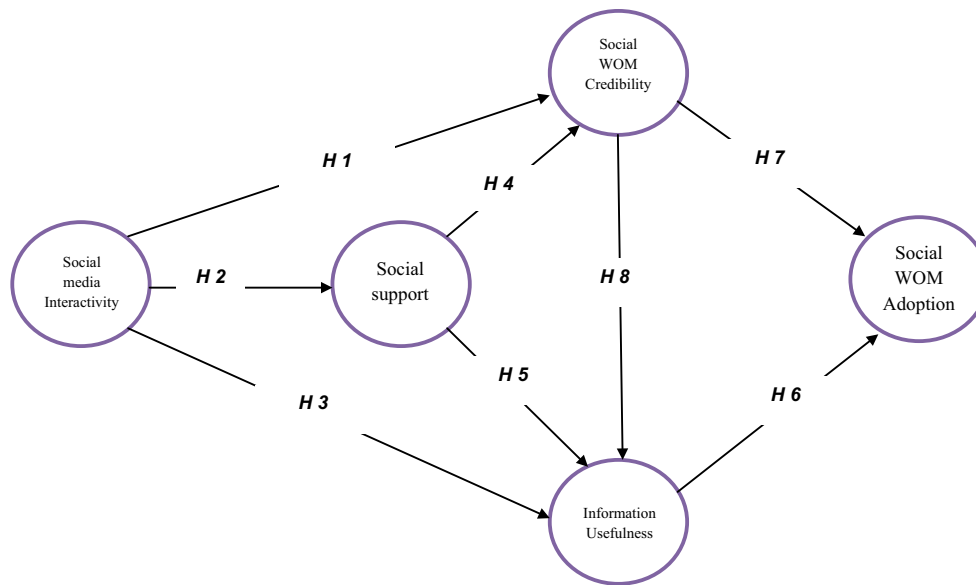 Social
WOM
Credibility
H 1
H 7
H 4
Social
media
Interactivity
H 2
Social
support
H 8
Social
WOM
Adoption
H 3
H 5
H 6
Information
Usefulness